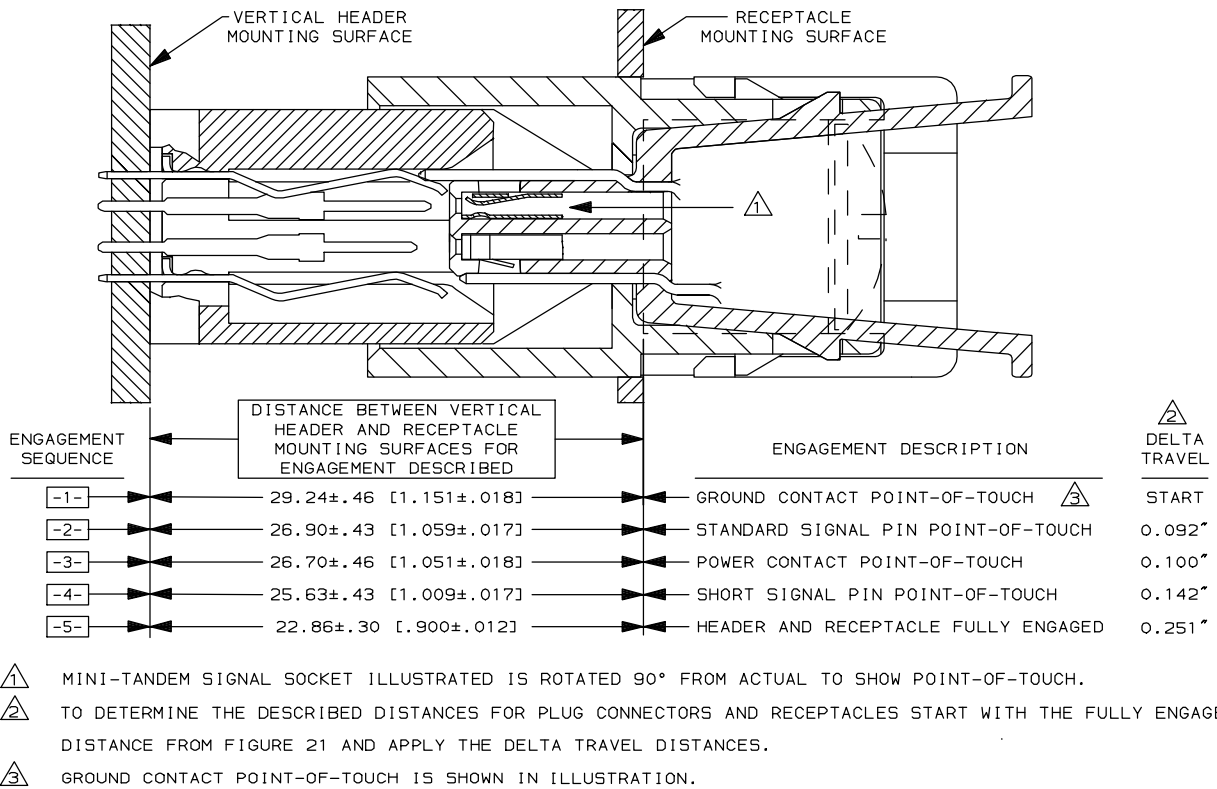 VERTICAL HEADER
MOUNTING SURFACE
RECEPTACLE
MOUNTING SURFACE
1
DISTANCE BETWEEN VERTICAL
HEADER AND RECEPTACLE
MOUNTING SURFACES FOR
ENGAGEMENT DESCRIBED
ENGAGEMENT
SEQUENCE
ENGAGEMENT DESCRIPTION
2
DELTA
TRAVEL
-1- 29.24±.46 [1.151±.018] GROUND CONTACT POINT-OF-TOUCH 3 START
-2- 26.90±.43 [1.059±.017] STANDARD SIGNAL PIN POINT-OF-TOUCH 0.092″
-3- 26.70±.46 [1.051±.018] POWER CONTACT POINT-OF-TOUCH 0.100″
-4- 25.63±.43 [1.009±.017] SHORT SIGNAL PIN POINT-OF-TOUCH 0.142″
-5- 22.86±.30 [.900±.012] HEADER AND RECEPTACLE FULLY ENGAGED 0.251″
1 MINI-TANDEM SIGNAL SOCKET ILLUSTRATED IS ROTATED 90° FROM ACTUAL TO SHOW POINT-OF-TOUCH.
2 TO DETERMINE THE DESCRIBED DISTANCES FOR PLUG CONNECTORS AND RECEPTACLES START WITH THE FULLY ENGAGE
DISTANCE FROM FIGURE 21 AND APPLY THE DELTA TRAVEL DISTANCES.
3 GROUND CONTACT POINT-OF-TOUCH IS SHOWN IN ILLUSTRATION.